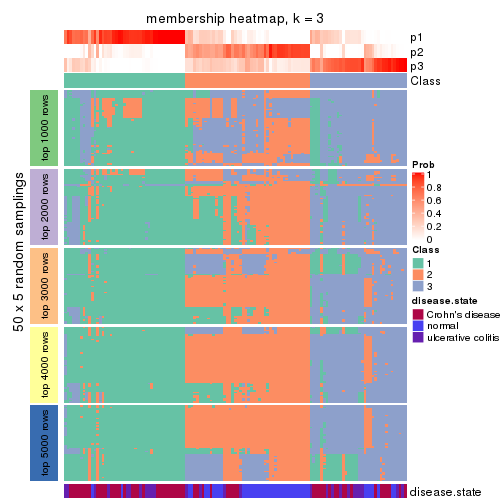 membership heatmap, k = 3
p1
p2
p3
Class
50 x 5 random samplings
top 1000 rows
top 2000 rows
top 3000 rows
top 4000 rows
top 5000 rows
Prob
1
0.8
0.6
0.4
0.2
0
Class
1
2
3
disease.state
Crohn's disease
normal
ulcerative colitis
disease.state